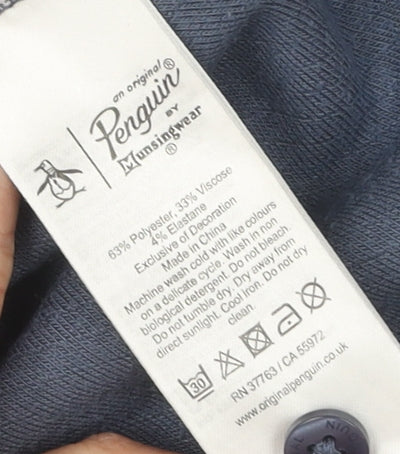 an original
Penguin®
BY
Munsingwear
®
63% Polyester, 33% Viscose
4% Elastane
Exclusive of Decoration
Made in China
Machine wash cold with like colours
on a delicate cycle. Wash in non
biological detergent. Do not bleach.
Do not tumble dry. Dry away from
direct sunlight. Cool iron. Do not dry
clean.
30
RN 37763 / CA 55972
www.originalpenguin.co.uk